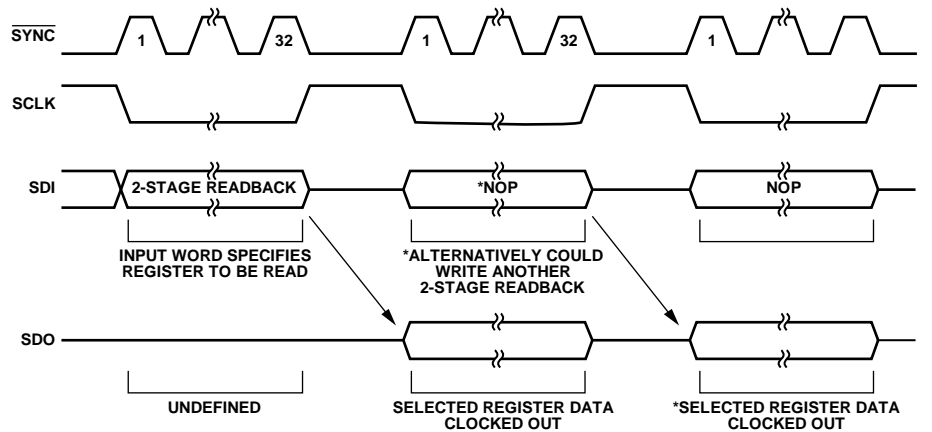 SYNC
1
32
1
32
1
SCLK
SDI
2-STAGE READBACK
*NOP
NOP
INPUT WORD SPECIFIES
REGISTER TO BE READ
*ALTERNATIVELY COULD
WRITE ANOTHER
2-STAGE READBACK
SDO
UNDEFINED
SELECTED REGISTER DATA
CLOCKED OUT
*SELECTED REGISTER DATA
CLOCKED OUT